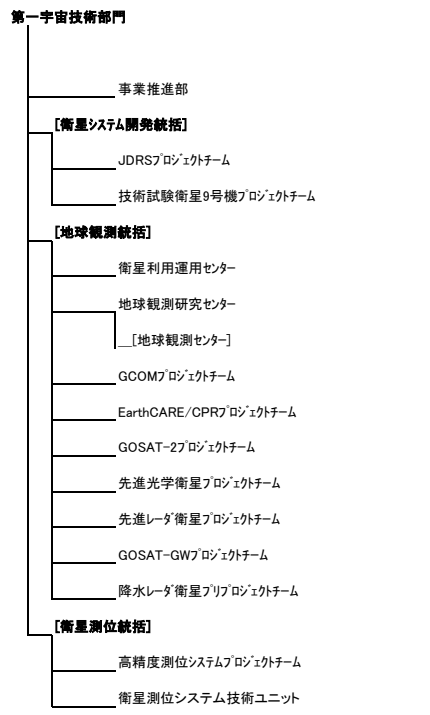 第一宇宙技術部門
事業推進部
[衛星ｼｽﾃﾑ開発統括]
JDRSﾌﾟﾛｼﾞｪｸﾄﾁｰﾑ
技術試験衛星9号機ﾌﾟﾛｼﾞｪｸﾄﾁｰﾑ
[地球観測統括]
衛星利用運用ｾﾝﾀｰ
地球観測研究ｾﾝﾀｰ
__[地球観測ｾﾝﾀｰ]
GCOMﾌﾟﾛｼﾞｪｸﾄﾁｰﾑ
EarthCARE/CPRﾌﾟﾛｼﾞｪｸﾄﾁｰﾑ
GOSAT-2ﾌﾟﾛｼﾞｪｸﾄﾁｰﾑ
先進光学衛星ﾌﾟﾛｼﾞｪｸﾄﾁｰﾑ
先進ﾚｰﾀﾞ衛星ﾌﾟﾛｼﾞｪｸﾄﾁｰﾑ
GOSAT-GWﾌﾟﾛｼﾞｪｸﾄﾁｰﾑ
降水ﾚｰﾀﾞ衛星ﾌﾟﾘﾌﾟﾛｼﾞｪｸﾄﾁｰﾑ
[衛星測位統括]
高精度測位ｼｽﾃﾑﾌﾟﾛｼﾞｪｸﾄﾁｰﾑ
衛星測位システム技術ユニット